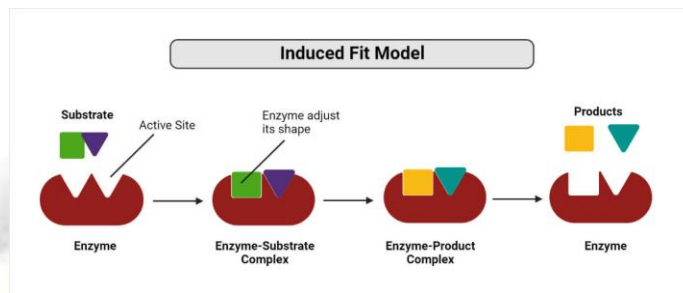 Induced Fit Model
Substrate
Active Site
Enzyme adjust
its shape
Products
Enzyme
Enzyme-Substrate
Complex
Enzyme-Product
Complex
Enzyme